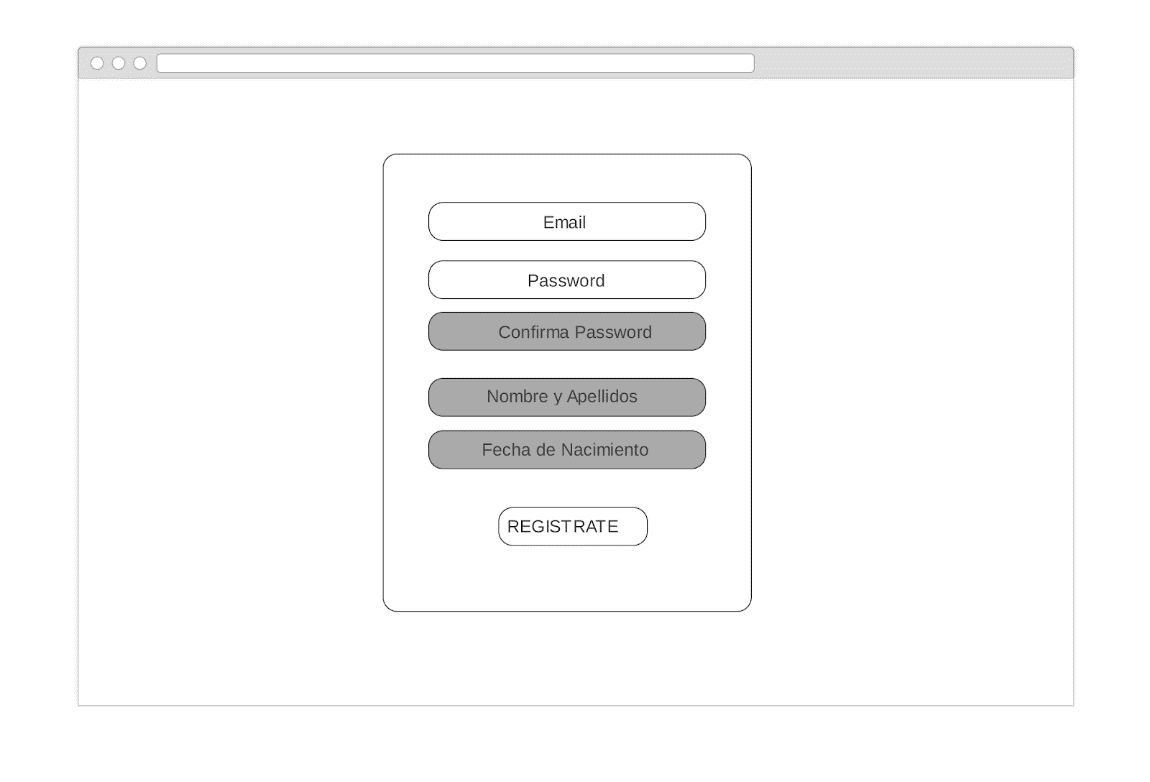 Email
Password
Confirma Password
Nombre y Apellidos
Fecha de Nacimiento
REGISTRATE